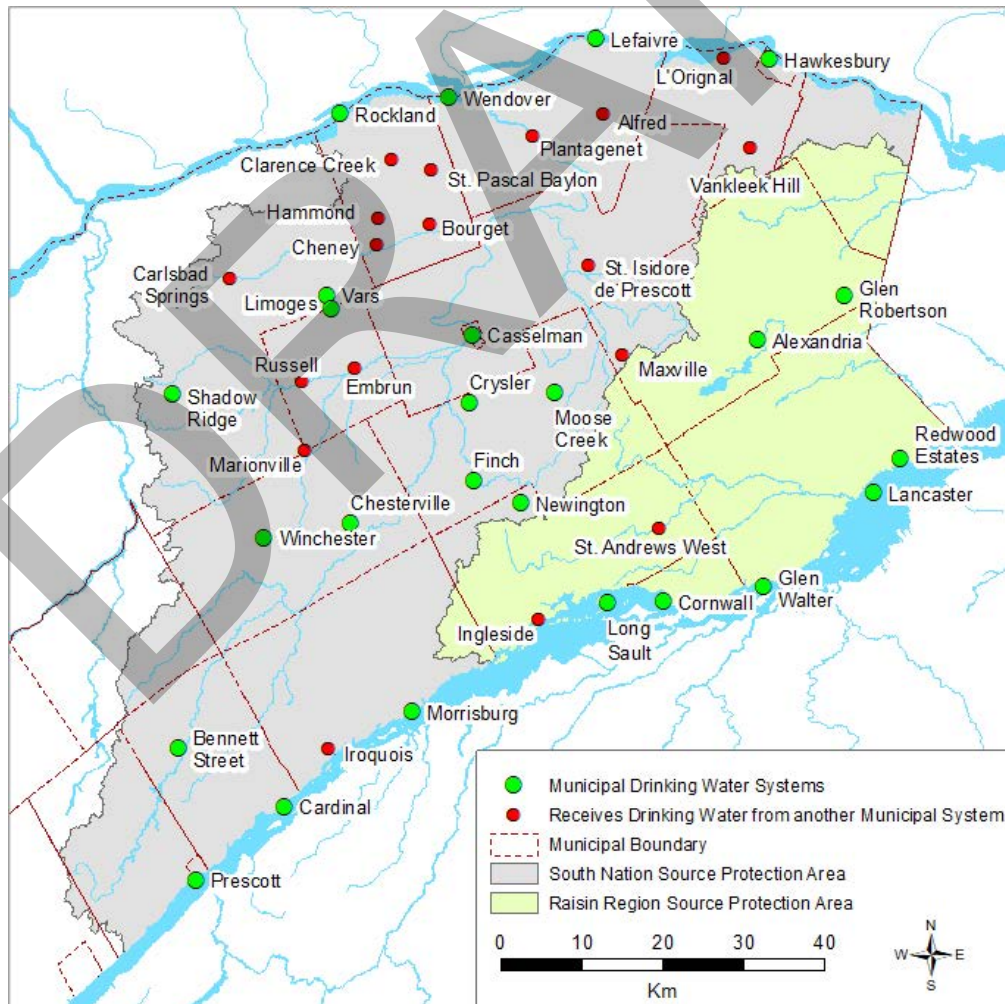 Lefaivre
L'Orignal
Hawkesbury
Wendover
Rockland
Alfred
Plantagenet
Clarence Creek
St. Pascal Baylon
Vankleek Hill
Hammond
Bourget
Cheney
St. Isidore
de Prescott
Carlsbad
Springs
Limoges
Vars
Glen
Robertson
Casselman
Alexandria
Maxville
Russell
Embrun
Crysler
Shadow
Ridge
Moose
Creek
Redwood
Estates
Marionville
Finch
Lancaster
Chesterville
Newington
Winchester
St. Andrews West
Glen
Walter
Cornwall
Ingleside
Long
Sault
Morrisburg
Bennett
Street
Iroquois
Cardinal
Prescott
Municipal Drinking Water Systems
Receives Drinking Water from another Municipal System
Municipal Boundary
South Nation Source Protection Area
Raisin Region Source Protection Area
0 10 20 30 40
Km
N
W E
S
DRA